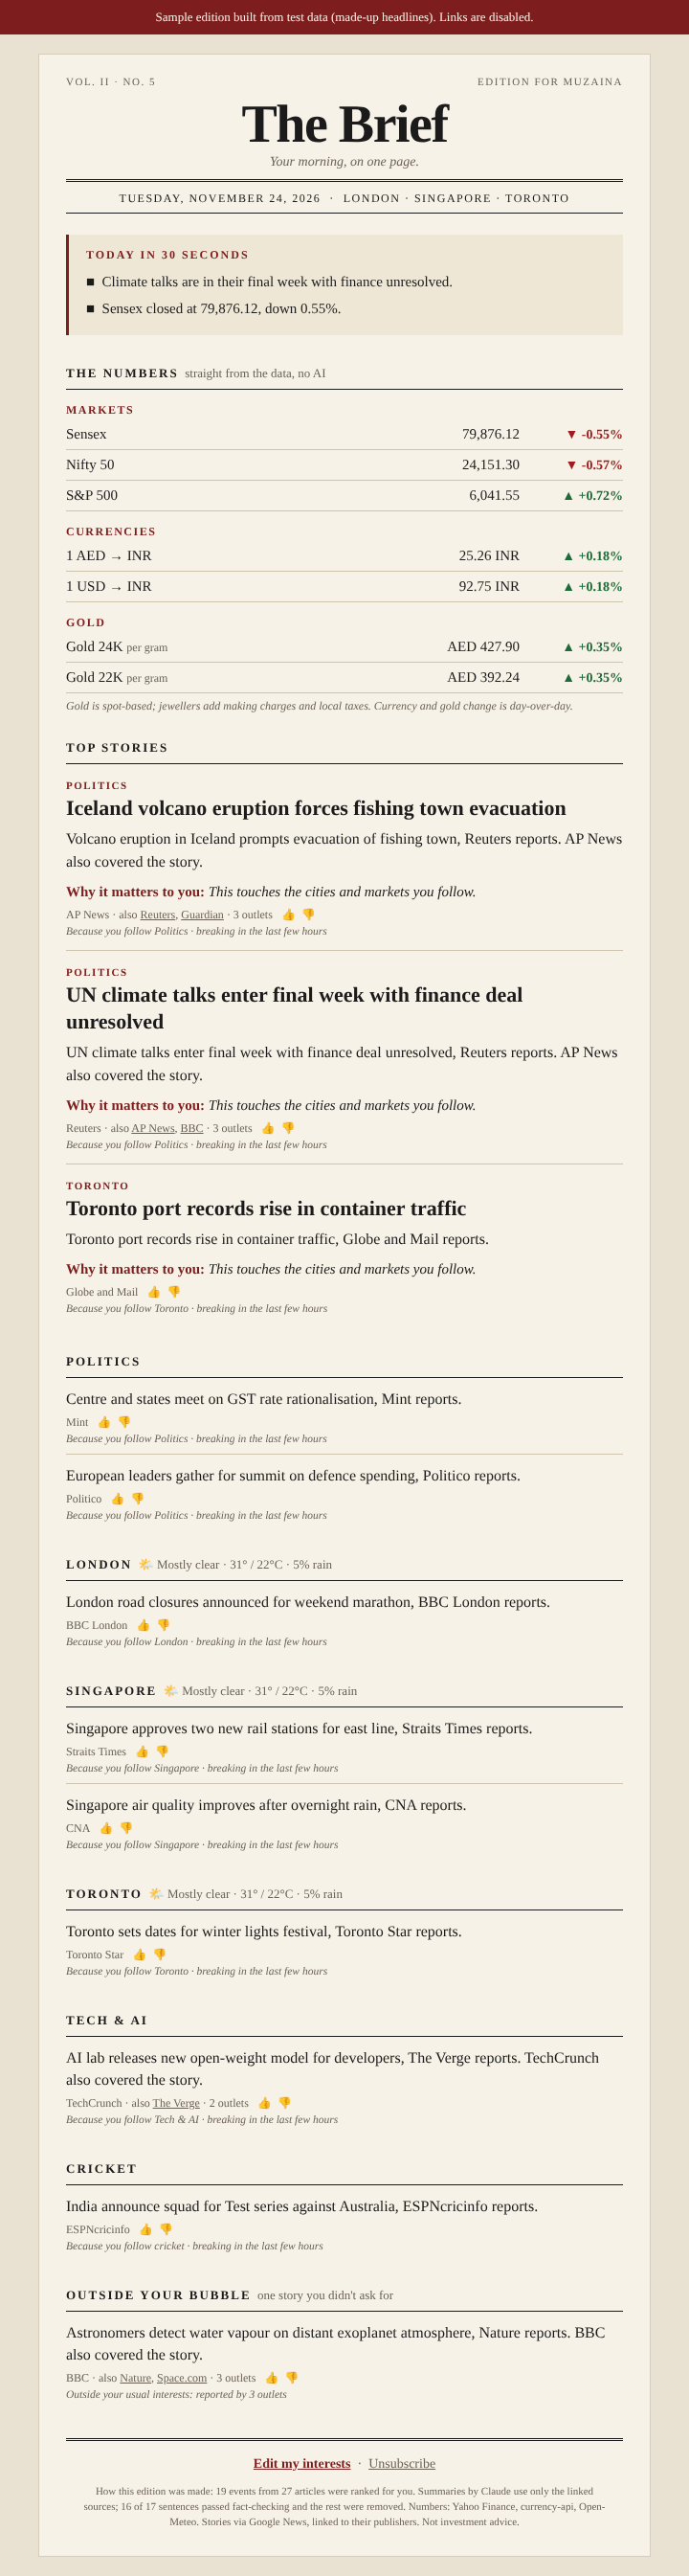 Sample edition built from test data (made-up headlines). Links are disabled.
VOL. II · NO. 5
EDITION FOR MUZAINA
The Brief
Your morning, on one page.
TUESDAY, NOVEMBER 24, 2026 · LONDON · SINGAPORE · TORONTO
TODAY IN 30 SECONDS
■ Climate talks are in their final week with finance unresolved.
■ Sensex closed at 79,876.12, down 0.55%.
THE NUMBERS straight from the data, no AI
MARKETS
Sensex 79,876.12 ▼ -0.55%
Nifty 50 24,151.30 ▼ -0.57%
S&P 500 6,041.55 ▲ +0.72%
CURRENCIES
1 AED → INR 25.26 INR ▲ +0.18%
1 USD → INR 92.75 INR ▲ +0.18%
GOLD
Gold 24K per gram AED 427.90 ▲ +0.35%
Gold 22K per gram AED 392.24 ▲ +0.35%
Gold is spot-based; jewellers add making charges and local taxes. Currency and gold change is day-over-day.
TOP STORIES
POLITICS
Iceland volcano eruption forces fishing town evacuation
Volcano eruption in Iceland prompts evacuation of fishing town, Reuters reports. AP News
also covered the story.
Why it matters to you: This touches the cities and markets you follow.
AP News · also Reuters, Guardian · 3 outlets 👍 👎
Because you follow Politics · breaking in the last few hours
POLITICS
UN climate talks enter final week with finance deal
unresolved
UN climate talks enter final week with finance deal unresolved, Reuters reports. AP News
also covered the story.
Why it matters to you: This touches the cities and markets you follow.
Reuters · also AP News, BBC · 3 outlets 👍 👎
Because you follow Politics · breaking in the last few hours
TORONTO
Toronto port records rise in container traffic
Toronto port records rise in container traffic, Globe and Mail reports.
Why it matters to you: This touches the cities and markets you follow.
Globe and Mail 👍 👎
Because you follow Toronto · breaking in the last few hours
POLITICS
Centre and states meet on GST rate rationalisation, Mint reports.
Mint 👍 👎
Because you follow Politics · breaking in the last few hours
European leaders gather for summit on defence spending, Politico reports.
Politico 👍 👎
Because you follow Politics · breaking in the last few hours
LONDON 🌤️ Mostly clear · 31° / 22°C · 5% rain
London road closures announced for weekend marathon, BBC London reports.
BBC London 👍 👎
Because you follow London · breaking in the last few hours
SINGAPORE 🌤️ Mostly clear · 31° / 22°C · 5% rain
Singapore approves two new rail stations for east line, Straits Times reports.
Straits Times 👍 👎
Because you follow Singapore · breaking in the last few hours
Singapore air quality improves after overnight rain, CNA reports.
CNA 👍 👎
Because you follow Singapore · breaking in the last few hours
TORONTO 🌤️ Mostly clear · 31° / 22°C · 5% rain
Toronto sets dates for winter lights festival, Toronto Star reports.
Toronto Star 👍 👎
Because you follow Toronto · breaking in the last few hours
TECH & AI
AI lab releases new open-weight model for developers, The Verge reports. TechCrunch
also covered the story.
TechCrunch · also The Verge · 2 outlets 👍 👎
Because you follow Tech & AI · breaking in the last few hours
CRICKET
India announce squad for Test series against Australia, ESPNcricinfo reports.
ESPNcricinfo 👍 👎
Because you follow cricket · breaking in the last few hours
OUTSIDE YOUR BUBBLE one story you didn't ask for
Astronomers detect water vapour on distant exoplanet atmosphere, Nature reports. BBC
also covered the story.
BBC · also Nature, Space.com · 3 outlets 👍 👎
Outside your usual interests: reported by 3 outlets
Edit my interests · Unsubscribe
How this edition was made: 19 events from 27 articles were ranked for you. Summaries by Claude use only the linked
sources; 16 of 17 sentences passed fact-checking and the rest were removed. Numbers: Yahoo Finance, currency-api, Open-
Meteo. Stories via Google News, linked to their publishers. Not investment advice.